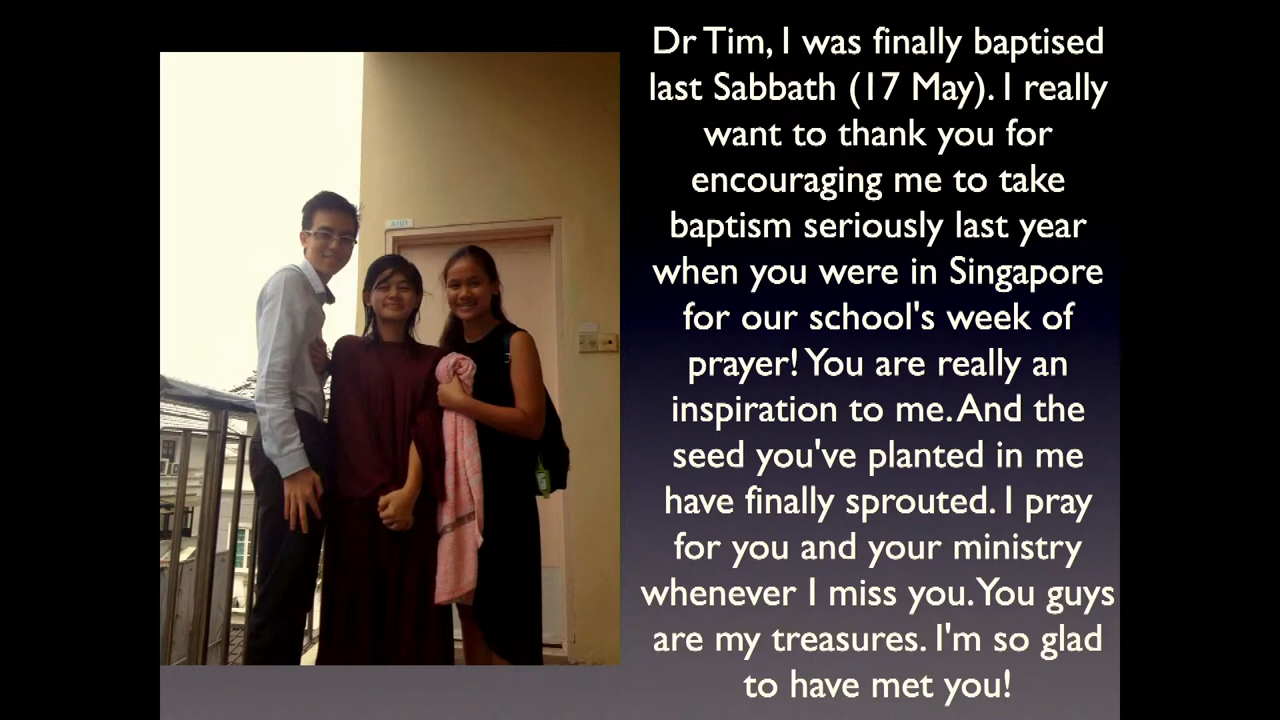 Dr Tim, I was finally baptised
last Sabbath (17 May). I really
want to thank you for
encouraging me to take
baptism seriously last year
when you were in Singapore
for our school's week of
prayer! You are really an
inspiration to me. And the
seed you've planted in me
have finally sprouted. I pray
for you and your ministry
whenever I miss you. You guys
are my treasures. I'm so glad
to have met you!